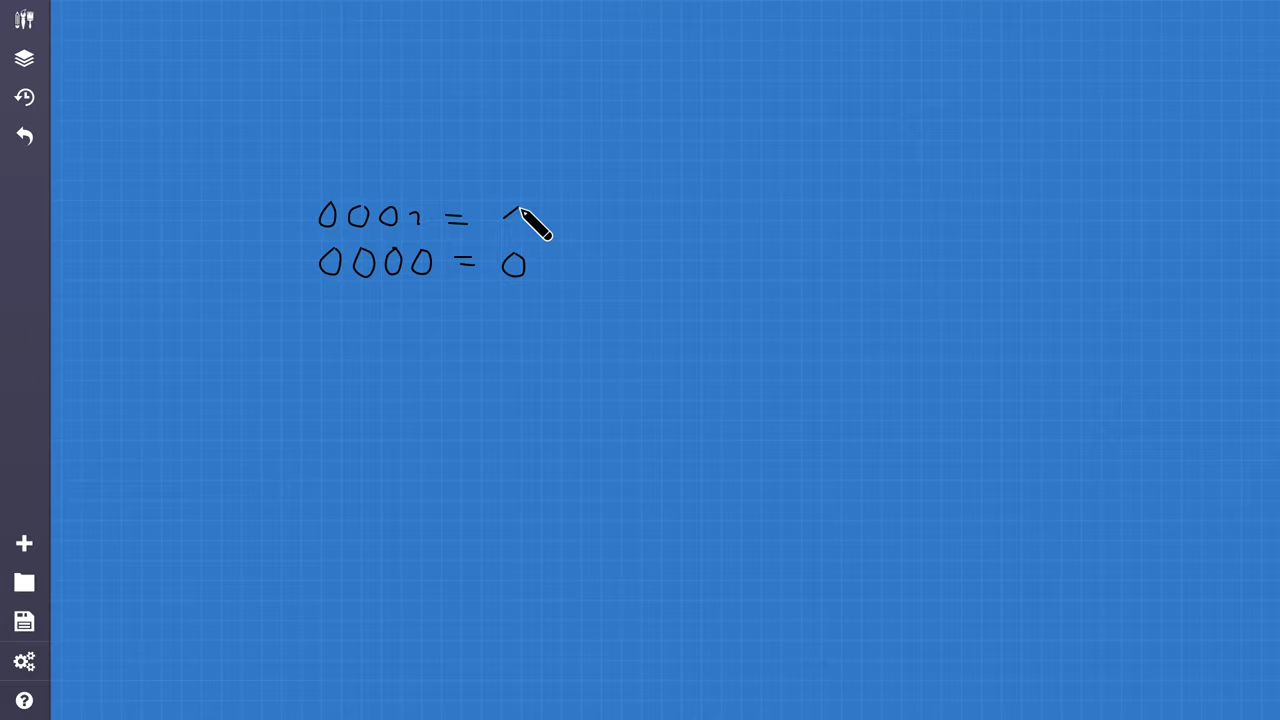 0001 =
0000 = 0